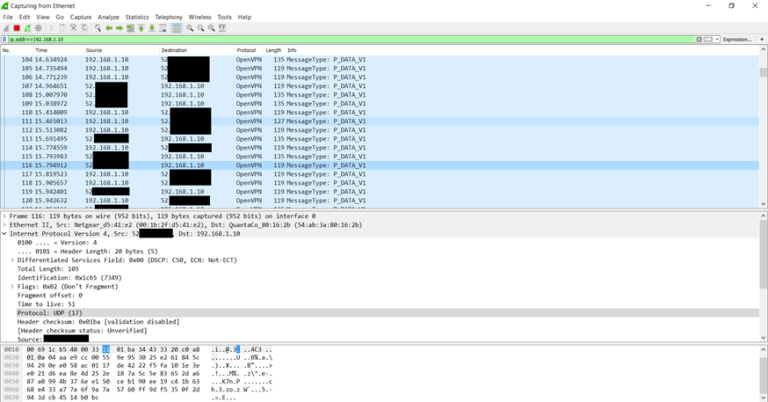 Capturing from Ethernet
File Edit View Go Capture Analyze Statistics Telephony Wireless Tools Help
ip.addr==192.168.1.10 Expression… +
No. Time Source Destination Protocol Length Info
104 14.634924 192.168.1.10 52 OpenVPN 135 MessageType: P_DATA_V1
105 14.735494 192.168.1.10 52 OpenVPN 119 MessageType: P_DATA_V1
106 14.771239 192.168.1.10 52 OpenVPN 119 MessageType: P_DATA_V1
107 14.964651 52. 192.168.1.10 OpenVPN 119 MessageType: P_DATA_V1
108 15.007970 52. 192.168.1.10 OpenVPN 135 MessageType: P_DATA_V1
109 15.038972 52. 192.168.1.10 OpenVPN 119 MessageType: P_DATA_V1
110 15.414009 192.168.1.10 52. OpenVPN 119 MessageType: P_DATA_V1
111 15.465013 192.168.1.10 52. OpenVPN 127 MessageType: P_DATA_V1
112 15.513082 192.168.1.10 52. OpenVPN 119 MessageType: P_DATA_V1
113 15.691495 52. 192.168.1.10 OpenVPN 135 MessageType: P_DATA_V1
114 15.774559 192.168.1.10 52. OpenVPN 119 MessageType: P_DATA_V1
115 15.793983 52. 192.168.1.10 OpenVPN 135 MessageType: P_DATA_V1
116 15.794912 52. 192.168.1.10 OpenVPN 119 MessageType: P_DATA_V1
117 15.819523 192.168.1.10 52. OpenVPN 119 MessageType: P_DATA_V1
118 15.905657 192.168.1.10 52. OpenVPN 119 MessageType: P_DATA_V1
119 15.942401 52. 192.168.1.10 OpenVPN 135 MessageType: P_DATA_V1
120 15.942632 192.168.1.10 52. OpenVPN 119 MessageType: P_DATA_V1
Frame 116: 119 bytes on wire (952 bits), 119 bytes captured (952 bits) on interface 0
Ethernet II, Src: Netgear_d5:41:e2 (00:1b:2f:d5:41:e2), Dst: QuantaCo_80:16:2b (54:ab:3a:80:16:2b)
Internet Protocol Version 4, Src: 52 , Dst: 192.168.1.10
0100 .... = Version: 4
.... 0101 = Header Length: 20 bytes (5)
Differentiated Services Field: 0x00 (DSCP: CS0, ECN: Not-ECT)
Total Length: 105
Identification: 0x1cb5 (7349)
Flags: 0x02 (Don't Fragment)
Fragment offset: 0
Time to live: 51
Protocol: UDP (17)
Header checksum: 0x01ba [validation disabled]
[Header checksum status: Unverified]
Source:
0010 00 69 1c b5 40 00 33 11 01 ba 34 43 33 20 c0 a8
0020 01 0a 04 aa e9 cc 00 55 9e 95 30 25 e2 61 84 5c
0030 94 29 0e e0 58 ac 01 17 de 42 22 f5 fa 10 1e 3e
0040 e0 21 d6 ea 8e 4d 25 2e 18 7a 5c 5e 83 65 2d a6
0050 87 a0 99 4b 37 6e e1 50 ce b1 90 ee 19 c4 1b 63
0060 68 e4 33 a7 7a 6f 9a 7a 57 60 ff 9d f5 35 0f 2d
0070 94 3d cb 45 14 b0 bc